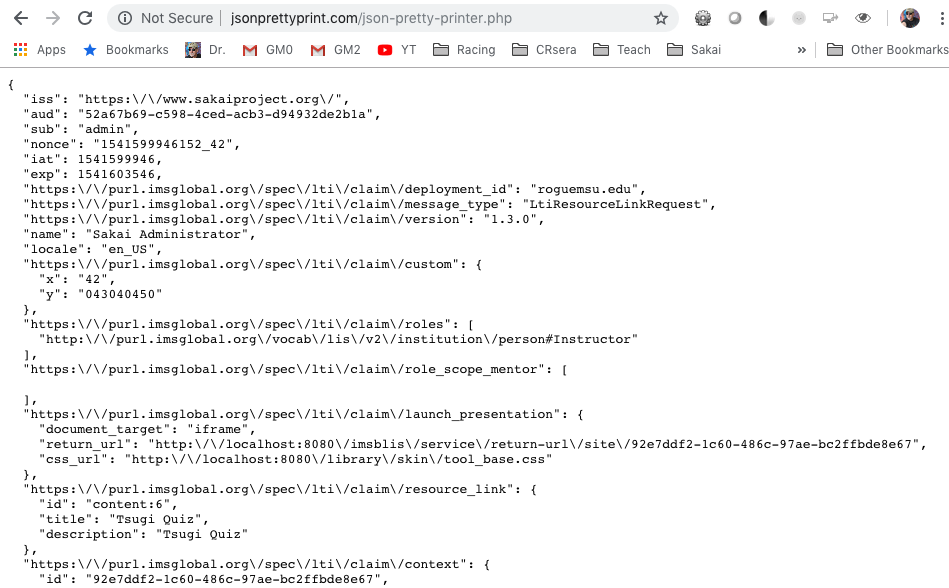 Not Secure | jsonprettyprint.com/json-pretty-printer.php
Apps Bookmarks Dr. GM0 GM2 YT Racing CRsera Teach Sakai » Other Bookmarks
{
  "iss": "https:\/\/www.sakaiproject.org\/",
  "aud": "52a67b69-c598-4ced-acb3-d94932de2b1a",
  "sub": "admin",
  "nonce": "1541599946152_42",
  "iat": 1541599946,
  "exp": 1541603546,
  "https:\/\/purl.imsglobal.org\/spec\/lti\/claim\/deployment_id": "roguemsu.edu",
  "https:\/\/purl.imsglobal.org\/spec\/lti\/claim\/message_type": "LtiResourceLinkRequest",
  "https:\/\/purl.imsglobal.org\/spec\/lti\/claim\/version": "1.3.0",
  "name": "Sakai Administrator",
  "locale": "en_US",
  "https:\/\/purl.imsglobal.org\/spec\/lti\/claim\/custom": {
    "x": "42",
    "y": "043040450"
  },
  "https:\/\/purl.imsglobal.org\/spec\/lti\/claim\/roles": [
    "http:\/\/purl.imsglobal.org\/vocab\/lis\/v2\/institution\/person#Instructor"
  ],
  "https:\/\/purl.imsglobal.org\/spec\/lti\/claim\/role_scope_mentor": [
  ],
  "https:\/\/purl.imsglobal.org\/spec\/lti\/claim\/launch_presentation": {
    "document_target": "iframe",
    "return_url": "http:\/\/localhost:8080\/imsblis\/service\/return-url\/site\/92e7ddf2-1c60-486c-97ae-bc2ffbde8e67",
    "css_url": "http:\/\/localhost:8080\/library\/skin\/tool_base.css"
  },
  "https:\/\/purl.imsglobal.org\/spec\/lti\/claim\/resource_link": {
    "id": "content:6",
    "title": "Tsugi Quiz",
    "description": "Tsugi Quiz"
  },
  "https:\/\/purl.imsglobal.org\/spec\/lti\/claim\/context": {
    "id": "92e7ddf2-1c60-486c-97ae-bc2ffbde8e67",